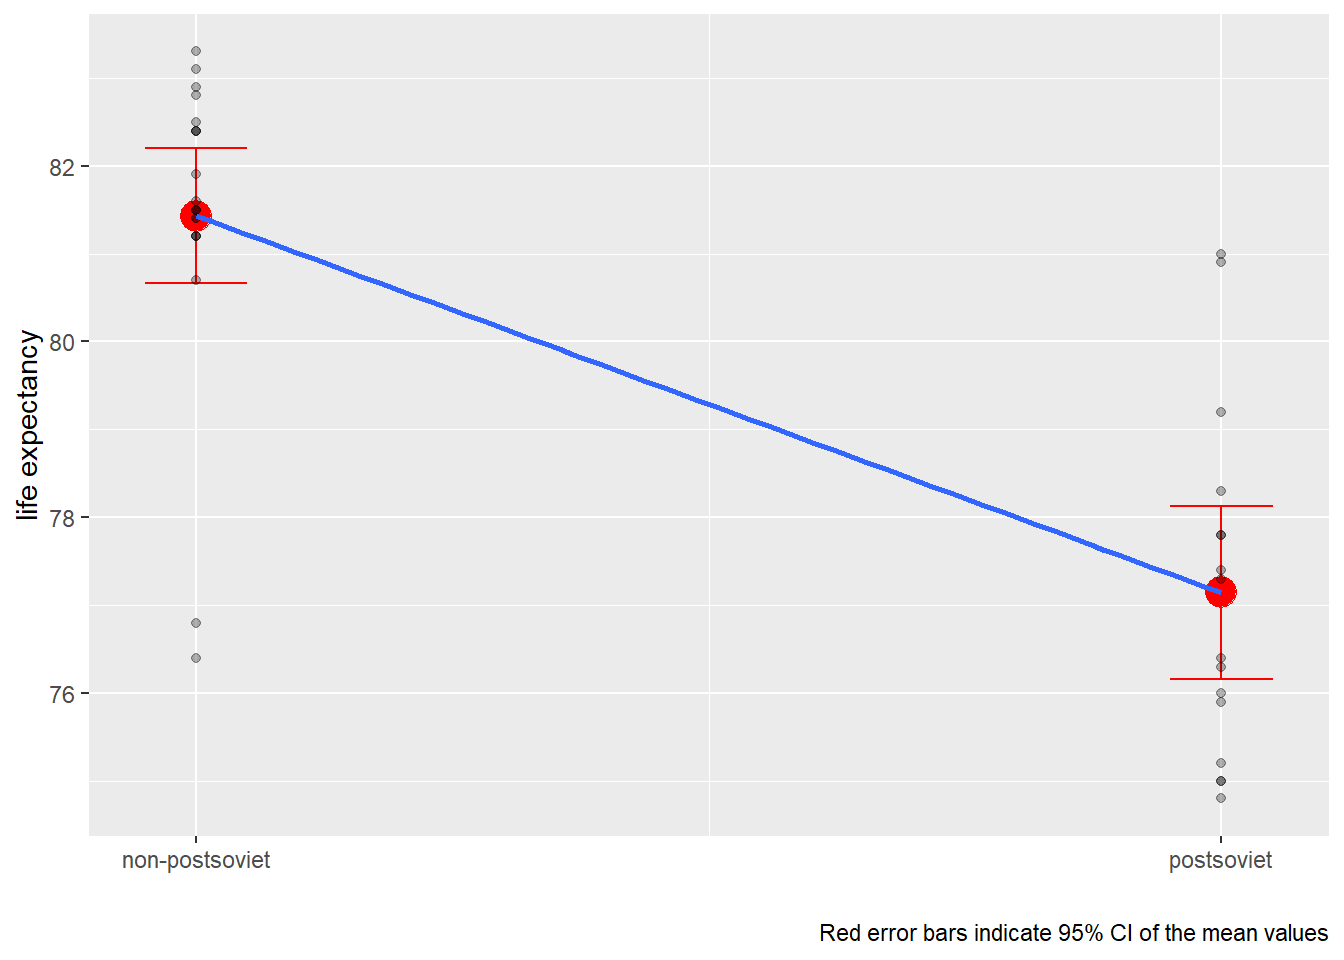 life expectancy
82
80
78
76
non-postsoviet
postsoviet
Red error bars indicate 95% CI of the mean values